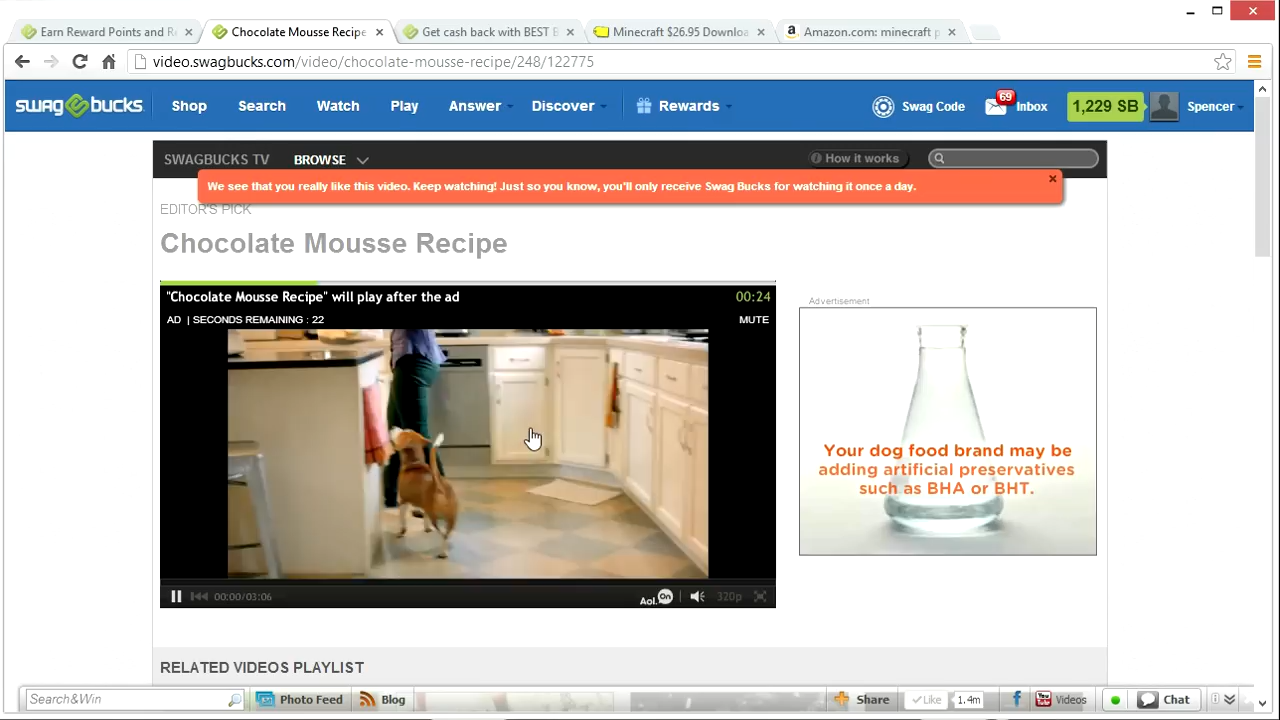 Earn Reward Points and R
Chocolate Mousse Recipe
Get cash back with BEST B
Minecraft $26.95 Downloa
Amazon.com: minecraft p
video.swagbucks.com/video/chocolate-mousse-recipe/248/122775
swagbucks
Shop
Search
Watch
Play
Answer
Discover
Rewards
Swag Code
69
Inbox
1,229 SB
Spencer
SWAGBUCKS TV
BROWSE
How it works
We see that you really like this video. Keep watching! Just so you know, you'll only receive Swag Bucks for watching it once a day.
EDITOR'S PICK
Chocolate Mousse Recipe
"Chocolate Mousse Recipe" will play after the ad
00:24
AD | SECONDS REMAINING : 22
MUTE
Advertisement
Your dog food brand may be
adding artificial preservatives
such as BHA or BHT.
00:00/03:06
Aol.
On
320p
RELATED VIDEOS PLAYLIST
Search&Win
Photo Feed
Blog
Share
Like
1.4m
You Tube
Videos
Chat